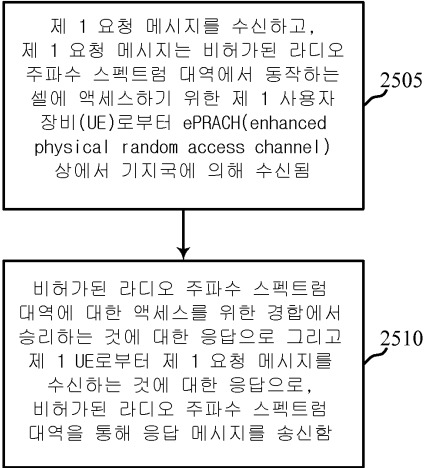 제 1 요청 메시지를 수신하고,
제 1 요청 메시지는 비허가된 라디오
주파수 스펙트럼 대역에서 동작하는
셀에 액세스하기 위한 제 1 사용자
장비(UE)로부터 ePRACH(enhanced
physical random access channel)
상에서 기지국에 의해 수신됨
2505
비허가된 라디오 주파수 스펙트럼
대역에 대한 액세스를 위한 경합에서
승리하는 것에 대한 응답으로 그리고
제 1 UE로부터 제 1 요청 메시지를
수신하는 것에 대한 응답으로,
비허가된 라디오 주파수 스펙트럼
대역을 통해 응답 메시지를 송신함
2510